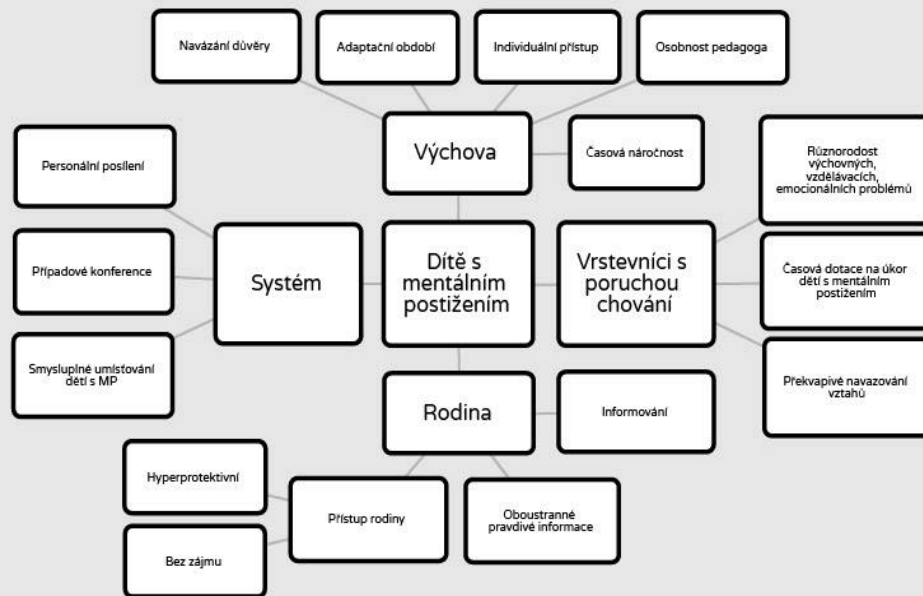 Navázání důvěry
Adaptační období
Individuální přístup
Osobnost pedagoga
Výchova
Časová náročnost
Personální posílení
Různorodost
výchovných,
vzdělávacích,
emocionálních problémů
Systém
Dítě s
mentálním
postižením
Vrstevníci s
poruchou
chování
Případové konference
Časová dotace na úkor
dětí s mentálním
postižením
Smysluplné umísťování
dětí s MP
Překvapivé navazování
vztahů
Rodina
Informování
Hyperprotektivní
Přístup rodiny
Oboustranné
pravdivé informace
Bez zájmu